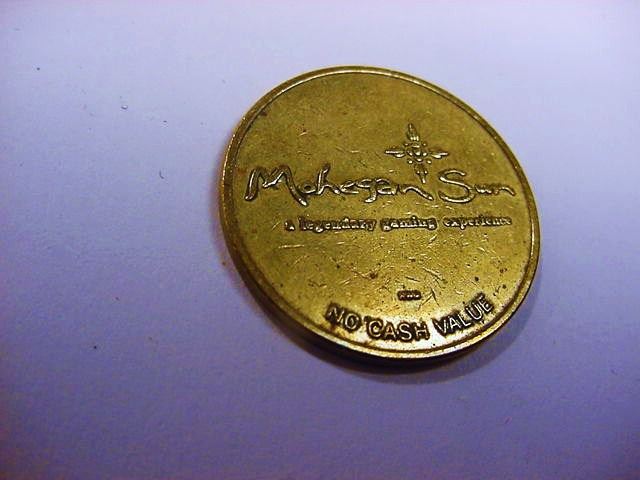 Mohegan Sun
a legendary gaming experience
NO CASH VALUE